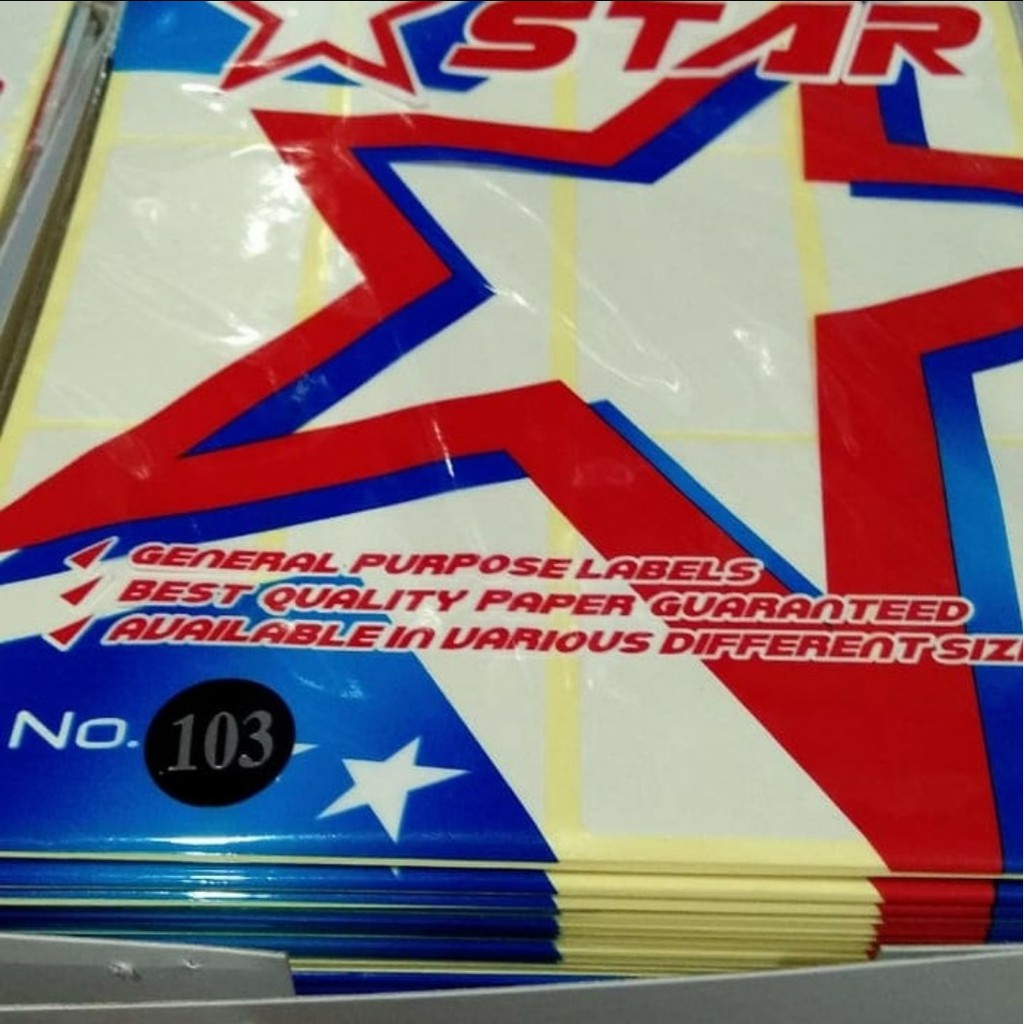 STAR
GENERAL PURPOSE LABELS
BEST QUALITY PAPER GUARANTEED
AVAILABLE IN VARIOUS DIFFERENT
No. 103